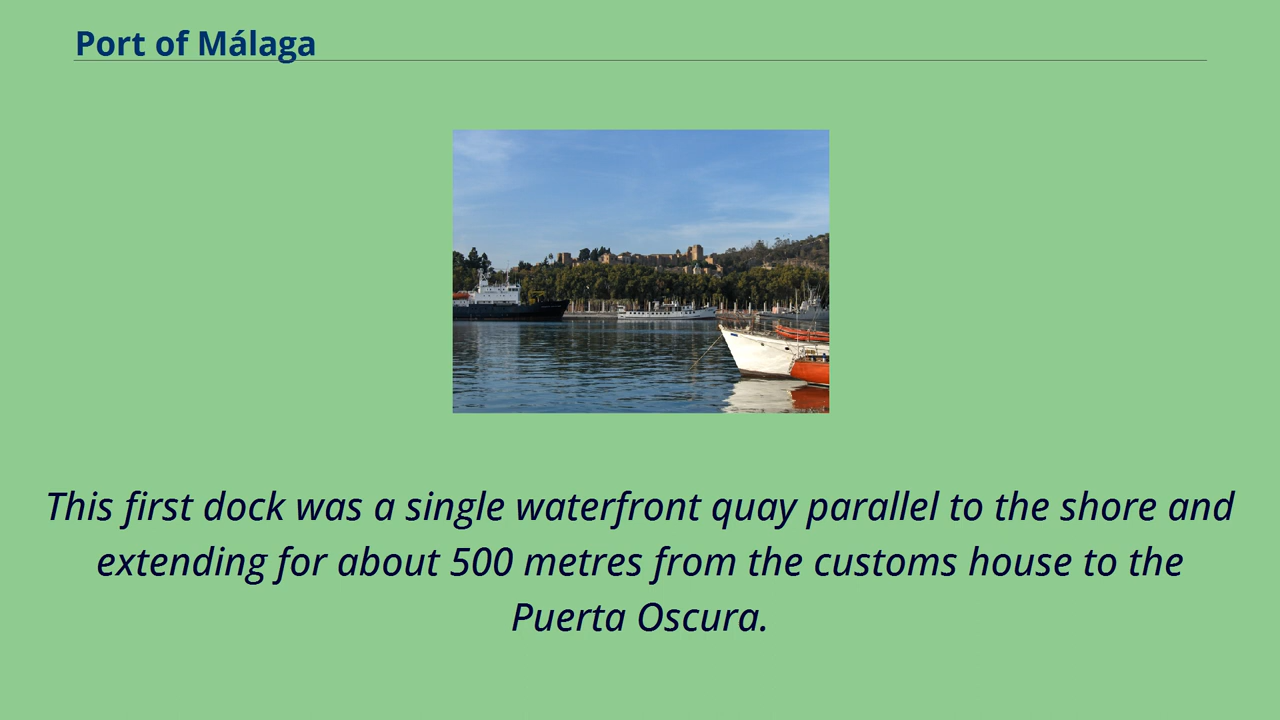 Port of Málaga
This first dock was a single waterfront quay parallel to the shore and
extending for about 500 metres from the customs house to the
Puerta Oscura.